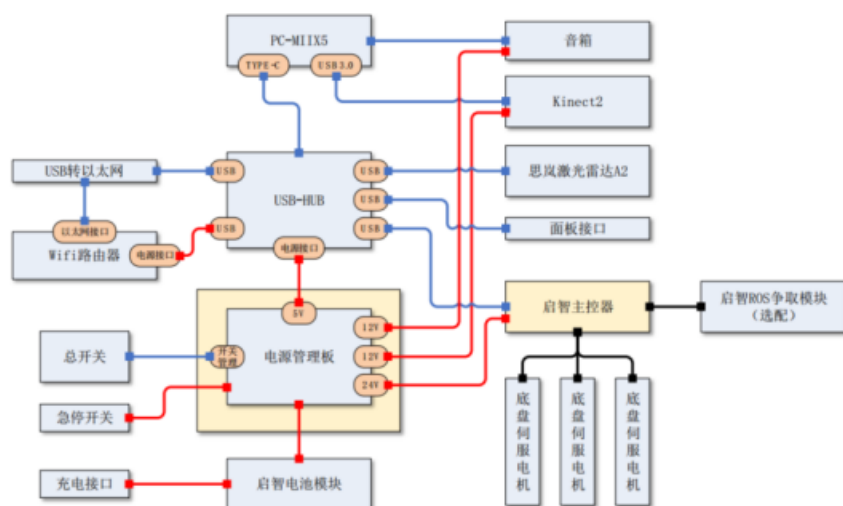 PC-MIIX5
TYPE-C
USB3.0
音箱
Kinect2
USB转以太网
USB
USB-HUB
USB
思岚激光雷达A2
USB
面板接口
以太网接口
Wifi路由器
电源接口
USB
USB
电源接口
5V
12V
启智主控器
启智ROS争取模块
(选配)
总开关
开关
管理
电源管理板
12V
24V
急停开关
底盘伺服电机
底盘伺服电机
底盘伺服电机
充电接口
启智电池模块